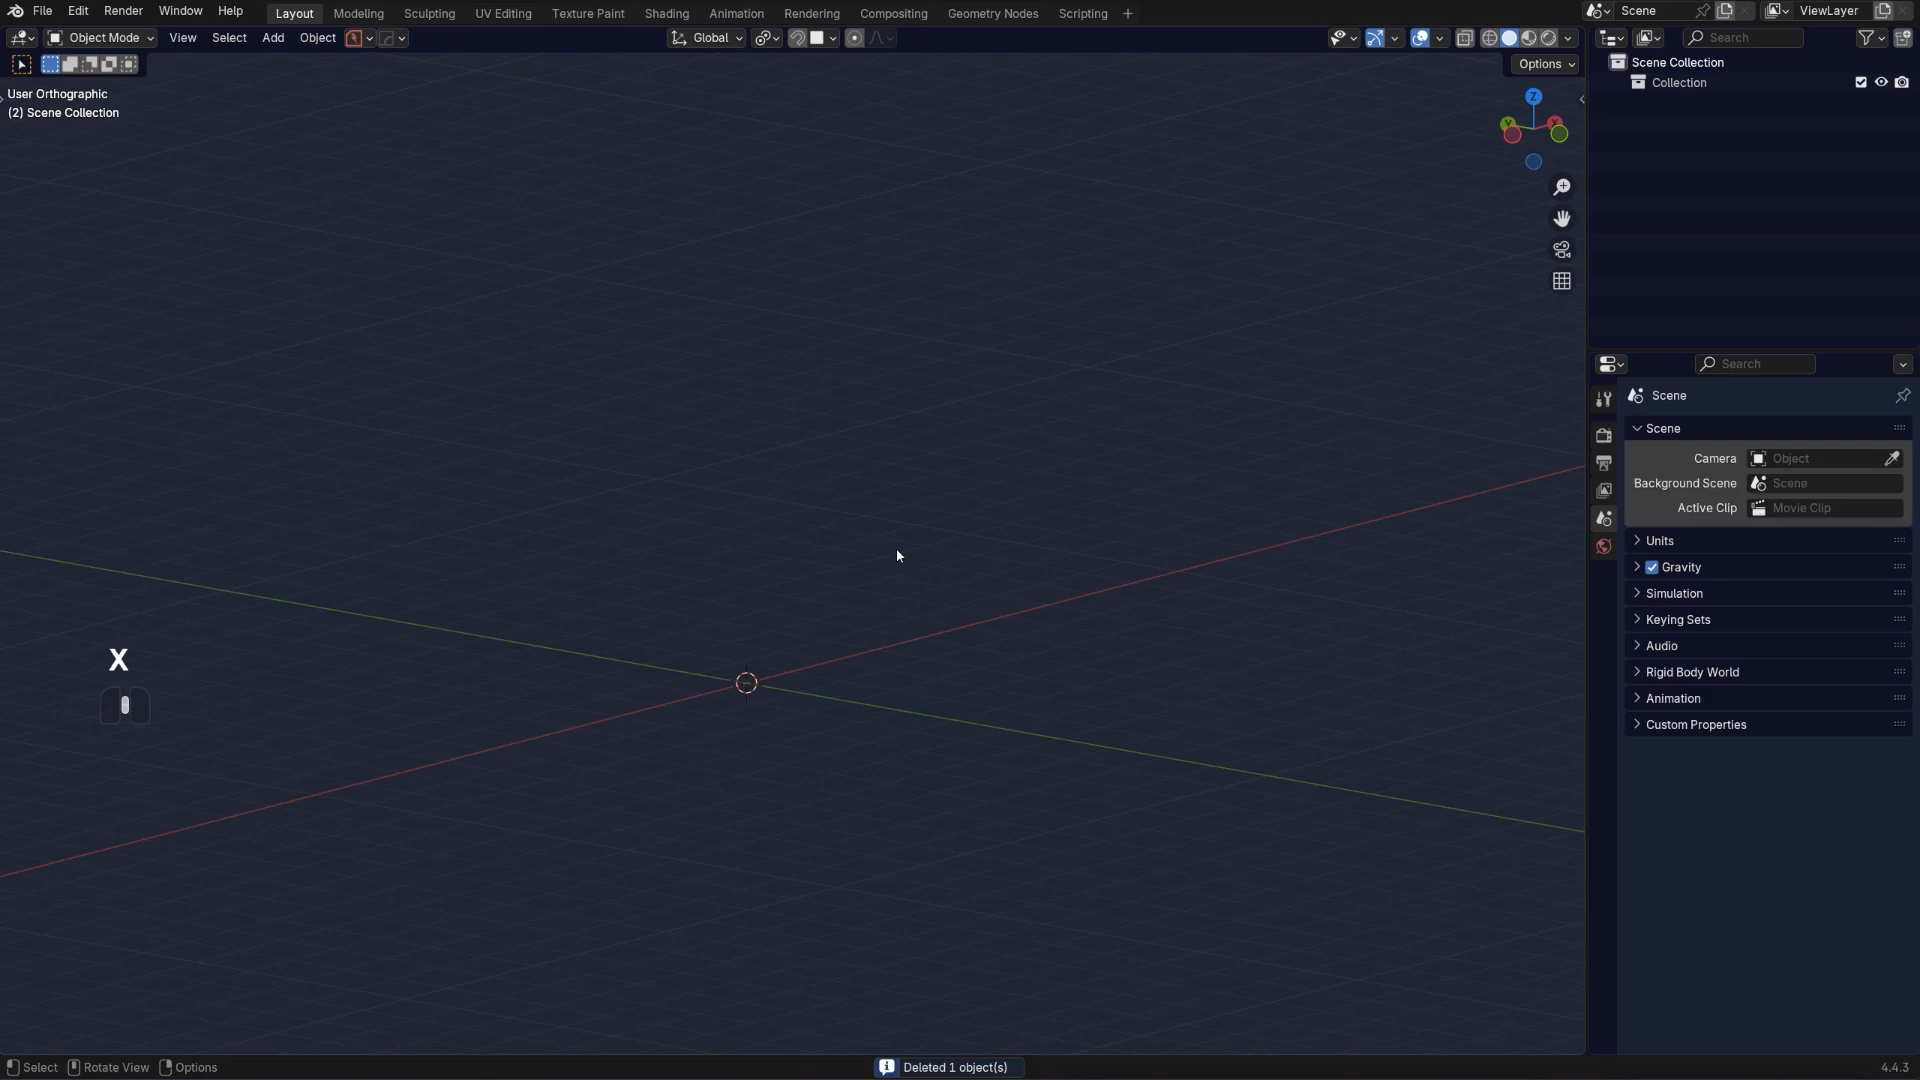 File Edit Render Window Help Layout Modeling Sculpting UV Editing Texture Paint Shading Animation Rendering Compositing Geometry Nodes Scripting + Scene ViewLayer
Object Mode View Select Add Object Global Search
Options
User Orthographic
(2) Scene Collection
Z
Y X
Scene Collection
Collection
Search
Scene
Scene
Camera Object
Background Scene Scene
Active Clip Movie Clip
Units
Gravity
Simulation
Keying Sets
Audio
Rigid Body World
Animation
Custom Properties
X
Select Rotate View Options Deleted 1 object(s) 4.4.3